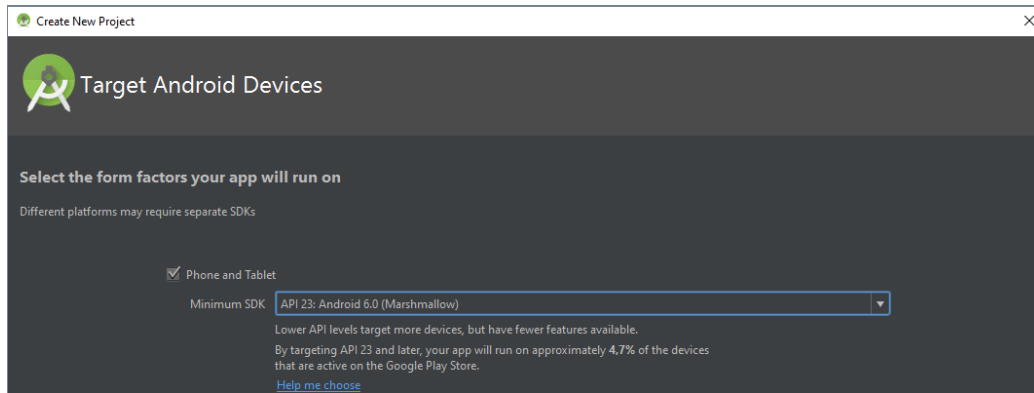 Create New Project
Target Android Devices
Select the form factors your app will run on
Different platforms may require separate SDKs
Phone and Tablet
Minimum SDK API 23: Android 6.0 (Marshmallow)
Lower API levels target more devices, but have fewer features available.
By targeting API 23 and later, your app will run on approximately 4,7% of the devices
that are active on the Google Play Store.
Help me choose